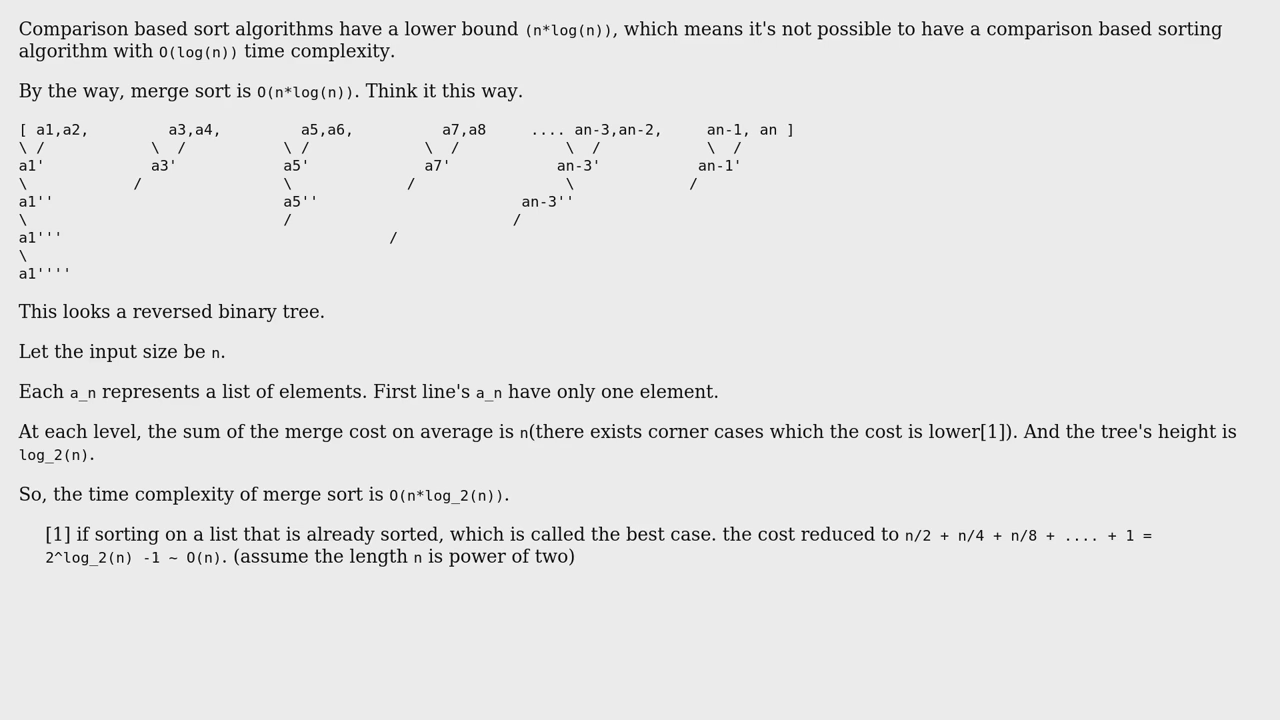 Comparison based sort algorithms have a lower bound (n*log(n)), which means it's not possible to have a comparison based sorting
algorithm with O(log(n)) time complexity.
By the way, merge sort is O(n*log(n)). Think it this way.
[ a1,a2,         a3,a4,         a5,a6,          a7,a8     .... an-3,an-2,     an-1, an ]
\ /            \  /           \ /             \  /            \  /            \  /
a1'            a3'            a5'             a7'            an-3'           an-1'
\            /                \             /                 \             /
a1''                          a5''                       an-3''
\                             /                         /
a1'''                                     /
\
a1''''
This looks a reversed binary tree.
Let the input size be n.
Each a_n represents a list of elements. First line's a_n have only one element.
At each level, the sum of the merge cost on average is n(there exists corner cases which the cost is lower[1]). And the tree's height is
log_2(n).
So, the time complexity of merge sort is O(n*log_2(n)).
[1] if sorting on a list that is already sorted, which is called the best case. the cost reduced to n/2 + n/4 + n/8 + .... + 1 =
2^log_2(n) -1 ~ O(n). (assume the length n is power of two)